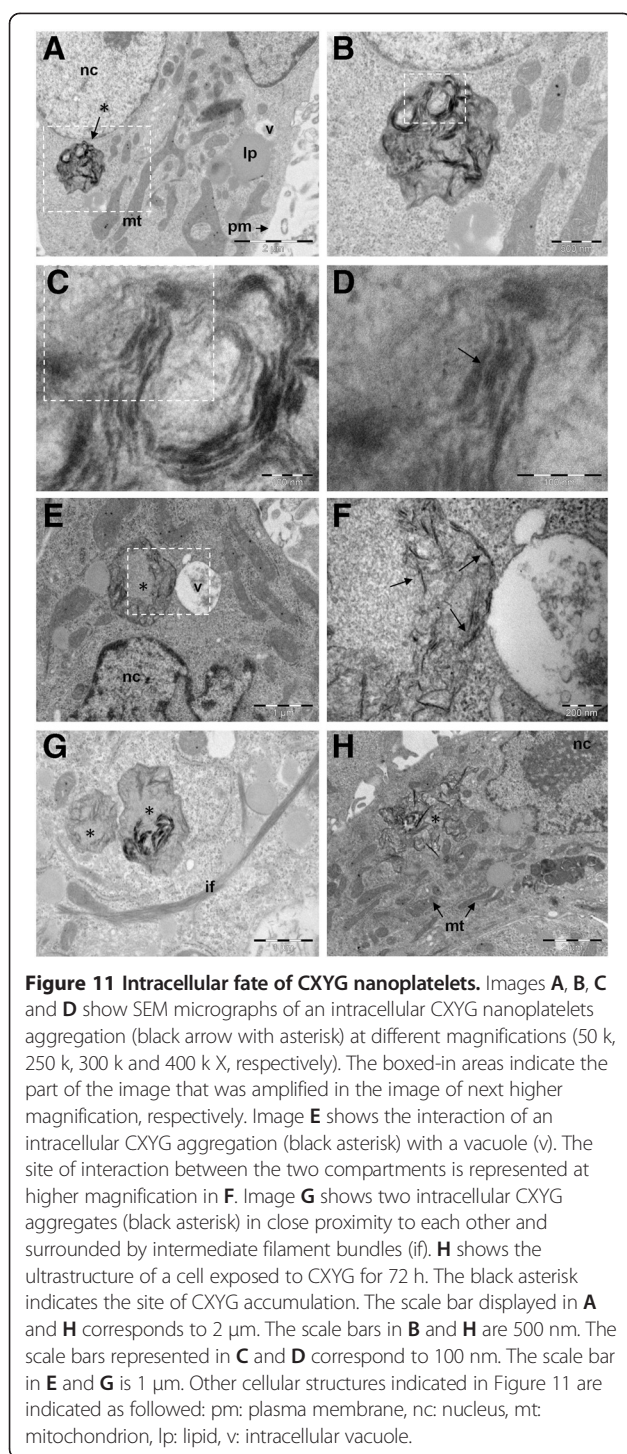 A
nc
*
v
lp
mt
pm
2 µm
B
500 nm
C
100 nm
D
100 nm
E
*
v
nc
1 µm
F
200 nm
G
*
*
if
H
nc
*
mt
Figure 11 Intracellular fate of CXYG nanoplatelets. Images A, B, C
and D show SEM micrographs of an intracellular CXYG nanoplatelets
aggregation (black arrow with asterisk) at different magnifications (50 k,
250 k, 300 k and 400 k X, respectively). The boxed-in areas indicate the
part of the image that was amplified in the image of next higher
magnification, respectively. Image E shows the interaction of an
intracellular CXYG aggregation (black asterisk) with a vacuole (v). The
site of interaction between the two compartments is represented at
higher magnification in F. Image G shows two intracellular CXYG
aggregates (black asterisk) in close proximity to each other and
surrounded by intermediate filament bundles (if). H shows the
ultrastructure of a cell exposed to CXYG for 72 h. The black asterisk
indicates the site of CXYG accumulation. The scale bar displayed in A
and H corresponds to 2 µm. The scale bars in B and H are 500 nm. The
scale bars represented in C and D correspond to 100 nm. The scale bar
in E and G is 1 µm. Other cellular structures indicated in Figure 11 are
indicated as followed: pm: plasma membrane, nc: nucleus, mt:
mitochondrion, lp: lipid, v: intracellular vacuole.